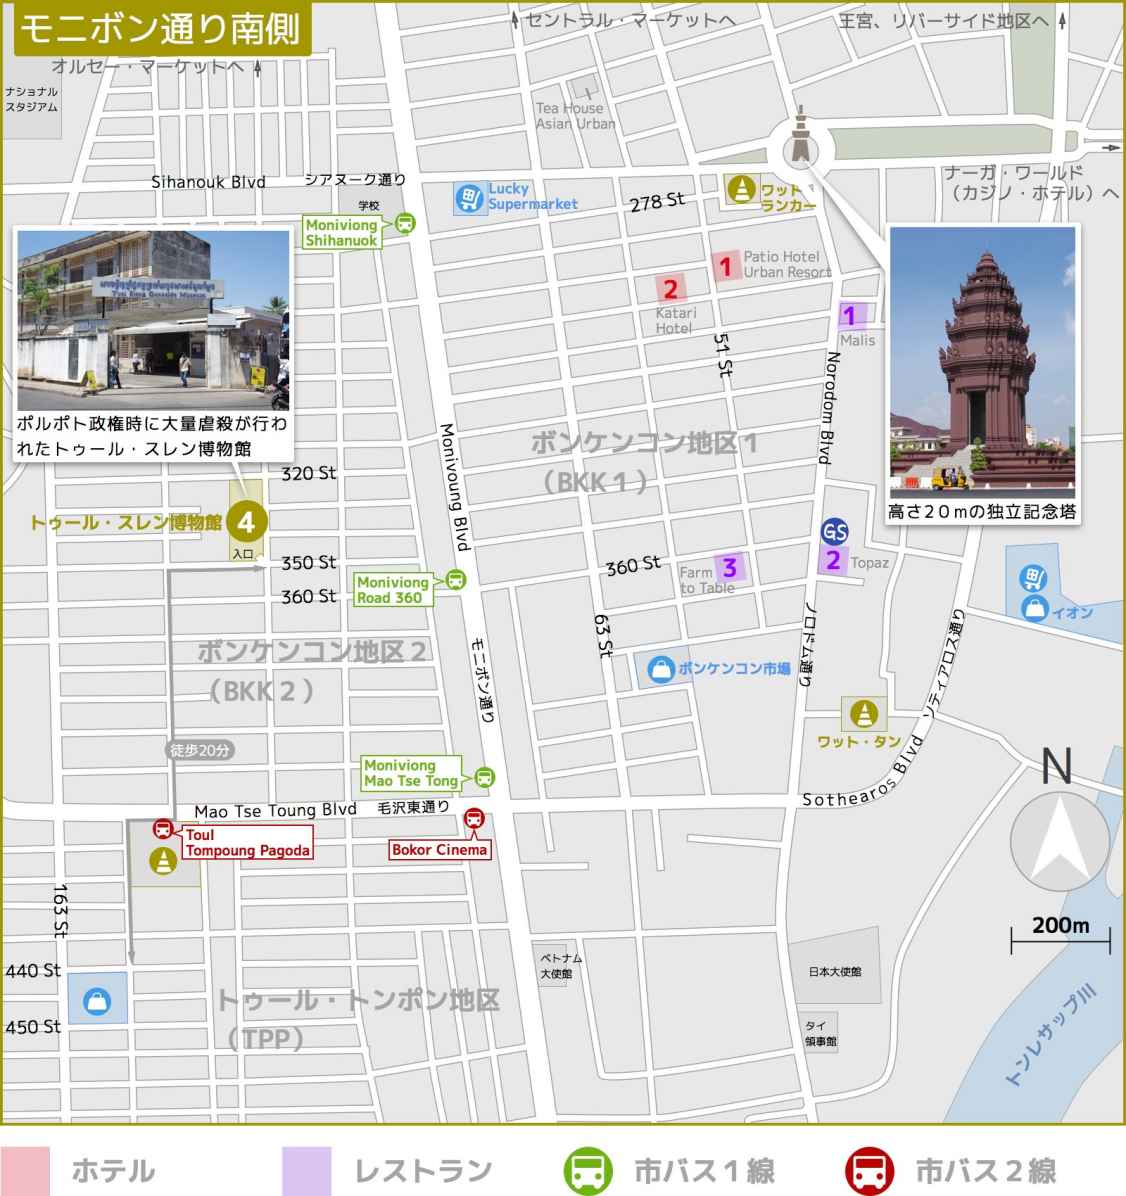 モニボン通り南側
セントラル・マーケットへ
王宮、リバーサイド地区へ
オルセー・マーケットへ
ナショナル
スタジアム
Tea House
Asian Urban
Sihanouk Blvd
シアヌーク通り
学校
Lucky
Supermarket
278 St
ワット・
ランカー
ナーガ・ワールド
（カジノ・ホテル）へ
Moniviong
Shihanuok
1
Patio Hotel
Urban Resort
2
Katari
Hotel
1
Malis
51 St
Norodom Blvd
Tuol Sleng Genocide Museum
ポルポト政権時に大量虐殺が行わ
れたトゥール・スレン博物館
Monivoung Blvd
ボンケンコン地区１
（BKK１）
高さ２０mの独立記念塔
320 St
トゥール・スレン博物館
4
入口
350 St
360 St
Moniviong
Road 360
360 St
Farm
to Table
3
GS
2
Topaz
イオン
63 St
ボンケンコン地区２
（BKK２）
モニボン通り
ボンケンコン市場
ノロドム通り
ソティアロス通り
ワット・タン
徒歩20分
Moniviong
Mao Tse Tong
Sothearos Blvd
N
Mao Tse Toung Blvd
毛沢東通り
Toul
Tompoung Pagoda
Bokor Cinema
163 St
200m
440 St
450 St
トゥール・トンポン地区
（TPP）
ベトナム
大使館
日本大使館
タイ
領事館
トンレサップ川
ホテル
レストラン
市バス１線
市バス２線